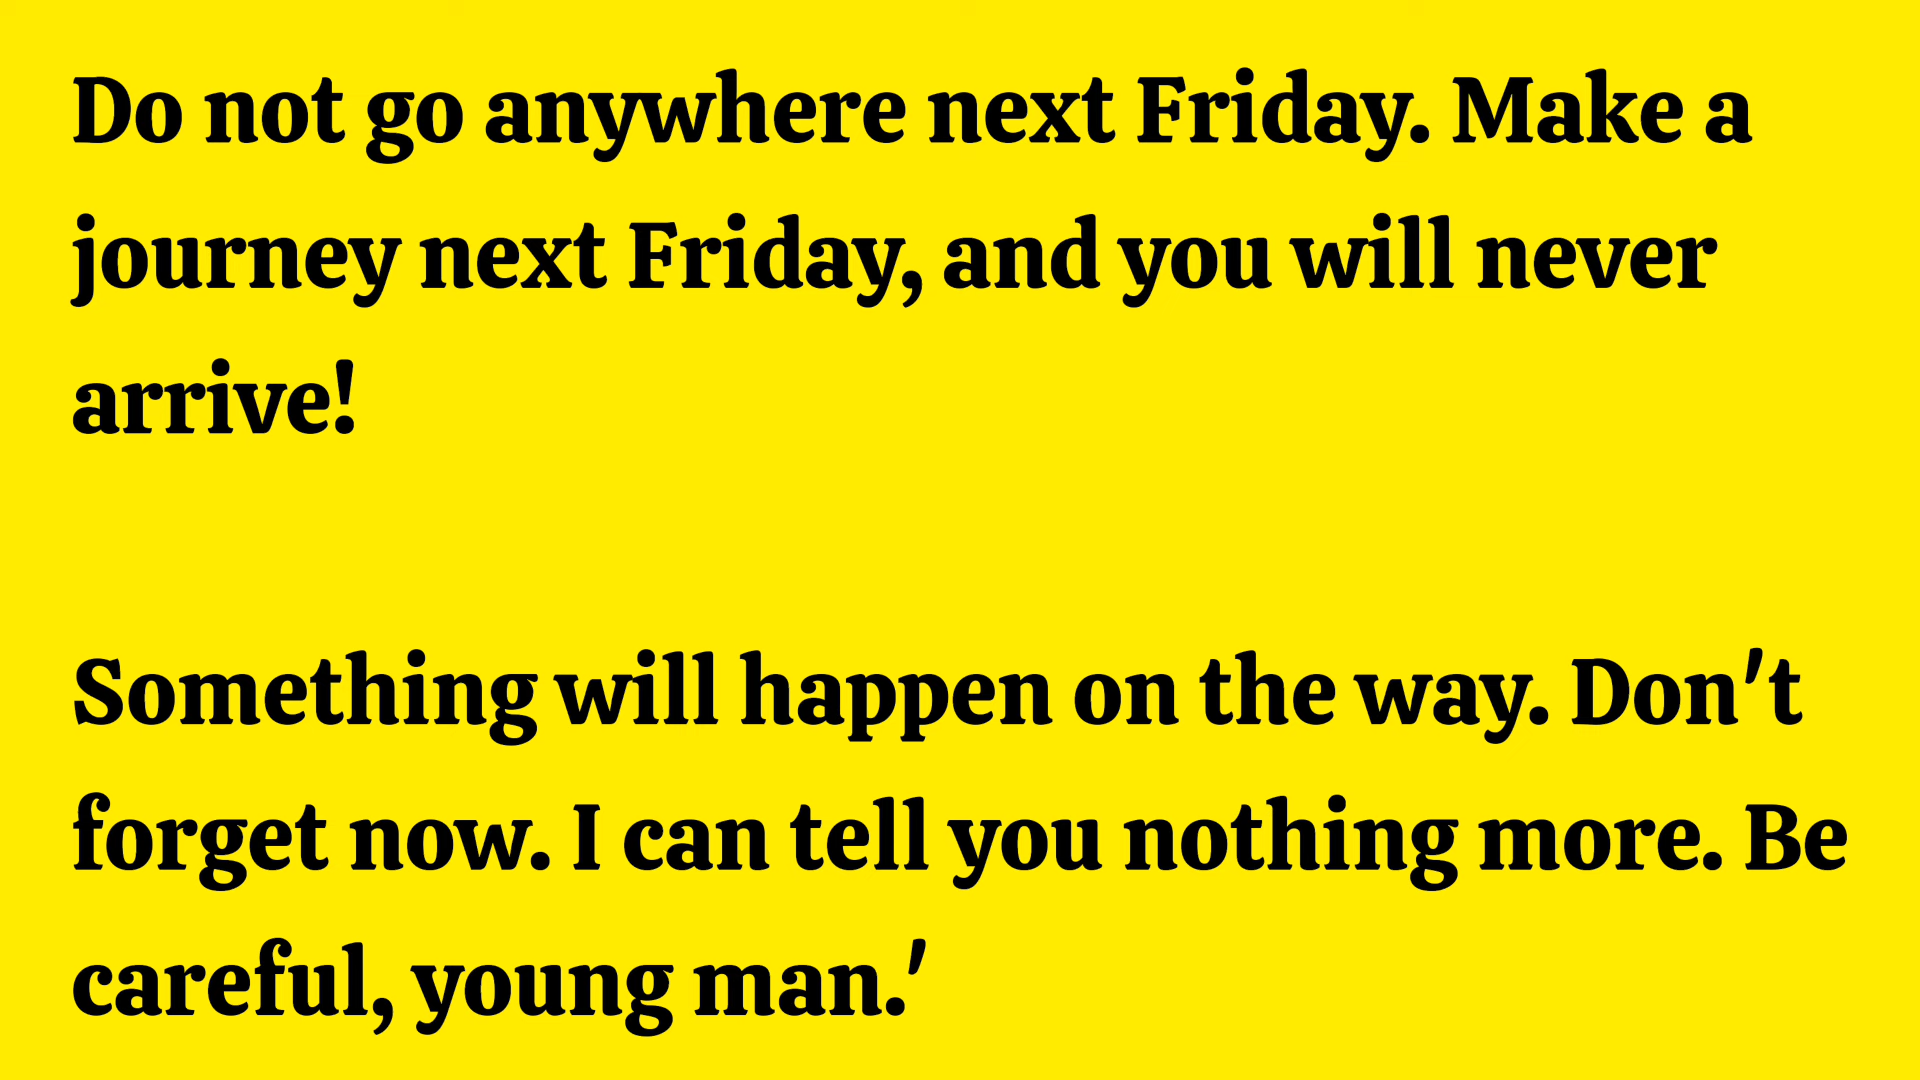 Do not go anywhere next Friday. Make a
journey next Friday, and you will never
arrive!
Something will happen on the way. Don't
forget now. I can tell you nothing more. Be
careful, young man.'